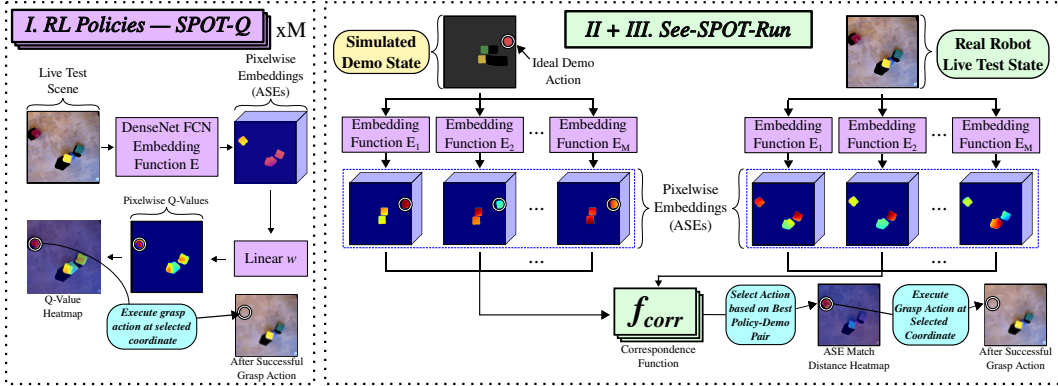 I. RL Policies — SPOT-Q
xM
Live Test
Scene
Pixelwise
Embeddings
(ASEs)
DenseNet FCN
Embedding
Function E
Pixelwise Q-Values
Linear w
Q-Value
Heatmap
Execute grasp
action at selected
coordinate
After Successful
Grasp Action
II + III. See-SPOT-Run
Simulated
Demo State
Ideal Demo
Action
Real Robot
Live Test State
Embedding
Function E1
Embedding
Function E2
...
Embedding
Function EM
Embedding
Function E1
Embedding
Function E2
...
Embedding
Function EM
...
Pixelwise
Embeddings
(ASEs)
...
...
...
fcorr
Correspondence
Function
Select Action
based on Best
Policy-Demo
Pair
ASE Match
Distance Heatmap
Execute
Grasp Action at
Selected
Coordinate
After Successful
Grasp Action